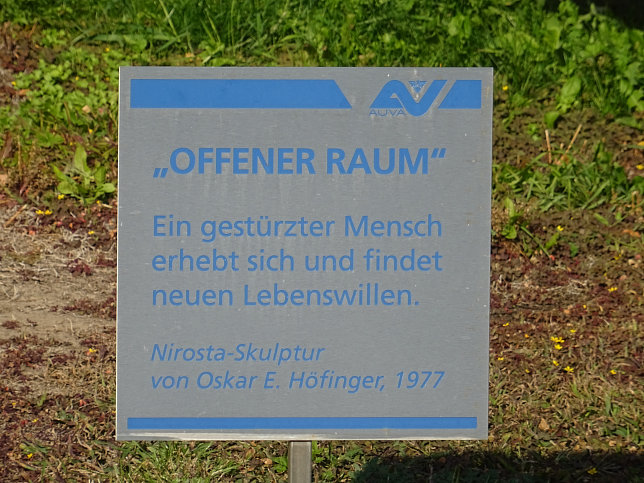 AUVA
„OFFENER RAUM“
Ein gestürzter Mensch
erhebt sich und findet
neuen Lebenswillen.
Nirosta-Skulptur
von Oskar E. Höfinger, 1977